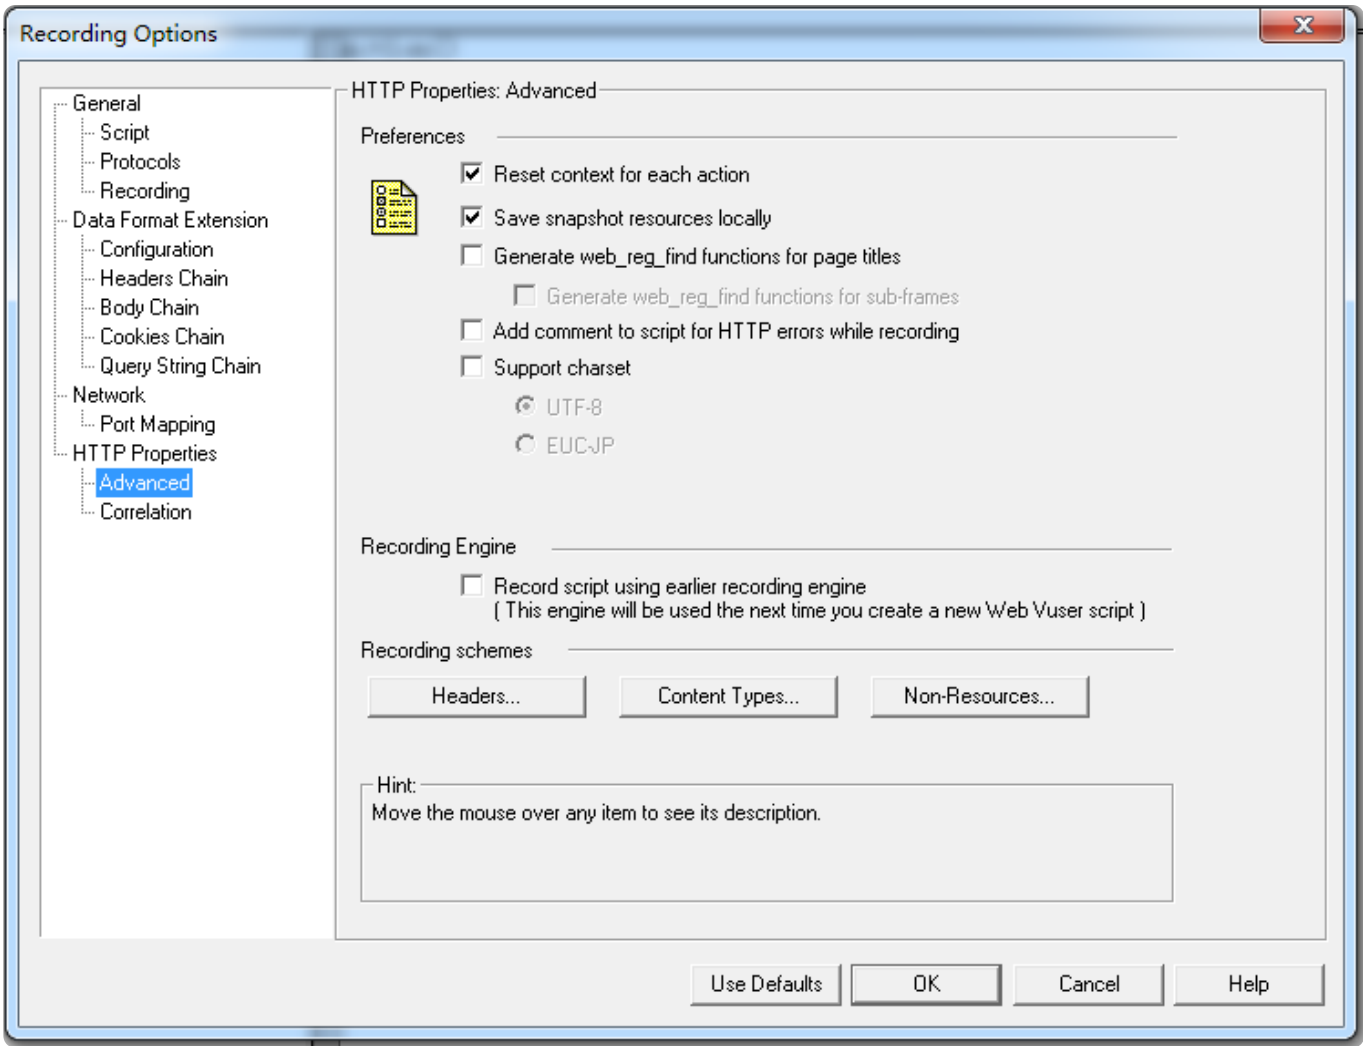 Recording Options
General
Script
Protocols
Recording
Data Format Extension
Configuration
Headers Chain
Body Chain
Cookies Chain
Query String Chain
Network
Port Mapping
HTTP Properties
Advanced
Correlation
HTTP Properties: Advanced
Preferences
Reset context for each action
Save snapshot resources locally
Generate web_reg_find functions for page titles
Generate web_reg_find functions for sub-frames
Add comment to script for HTTP errors while recording
Support charset
UTF-8
EUC-JP
Recording Engine
Record script using earlier recording engine
( This engine will be used the next time you create a new Web Vuser script )
Recording schemes
Headers... Content Types... Non-Resources...
Hint:
Move the mouse over any item to see its description.
Use Defaults OK Cancel Help